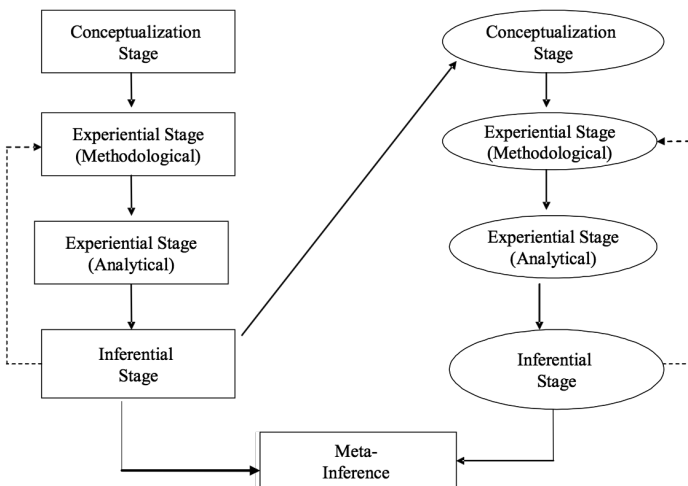 Conceptualization
Stage
Experiential Stage
(Methodological)
Experiential Stage
(Analytical)
Inferential
Stage
Conceptualization
Stage
Experiential Stage
(Methodological)
Experiential Stage
(Analytical)
Inferential
Stage
Meta-
Inference